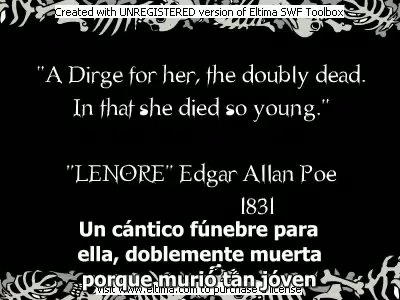 Created with UNREGISTERED version of Eltima SWF Toolbox
"A Dirge for her, the doubly dead.
In that she died so young."
"LENORE" Edgar Allan Poe
1831
Un cántico fúnebre para
ella, doblemente muerta
porque murió tan jóven
Visit www.eltima.com to purchase license